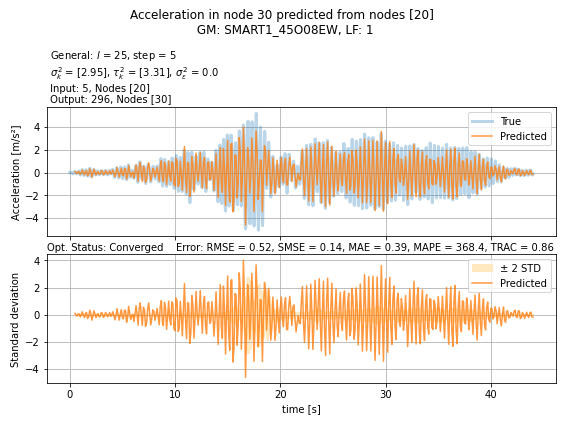 Acceleration in node 30 predicted from nodes [20]
GM: SMART1_45O08EW, LF: 1
General: l = 25, step = 5
σ²ₖ = [2.95], τ²ₖ = [3.31], σ²ε = 0.0
Input: 5, Nodes [20]
Output: 296, Nodes [30]
Acceleration [m/s²]
4
2
0
−2
−4
True
Predicted
Opt. Status: Converged Error: RMSE = 0.52, SMSE = 0.14, MAE = 0.39, MAPE = 368.4, TRAC = 0.86
Standard deviation
4
2
0
−2
−4
± 2 STD
Predicted
0 10 20 30 40
time [s]